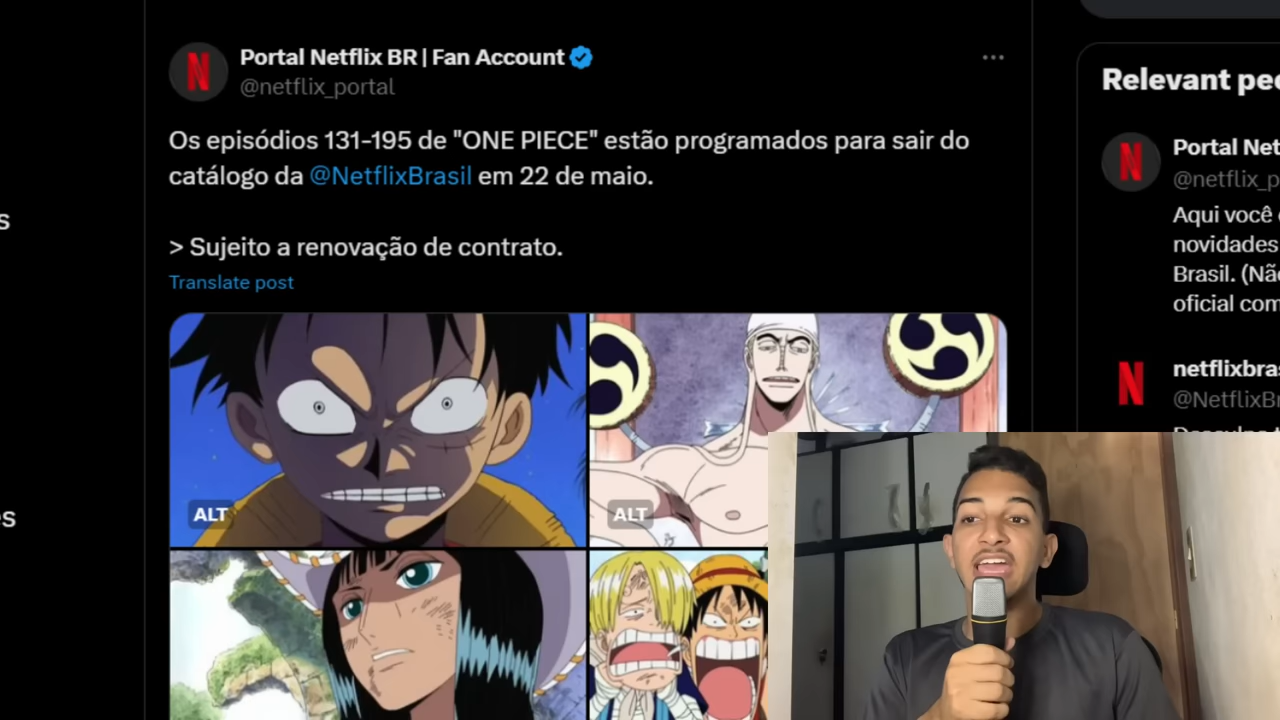 Portal Netflix BR | Fan Account
@netflix_portal
Os episódios 131-195 de "ONE PIECE" estão programados para sair do
catálogo da @NetflixBrasil em 22 de maio.
> Sujeito a renovação de contrato.
Translate post
ALT
ALT
Relevant
Portal
@netflix_p
Aqui você
novidades
Brasil. (Nã
oficial com
netflixbras
@NetflixBr